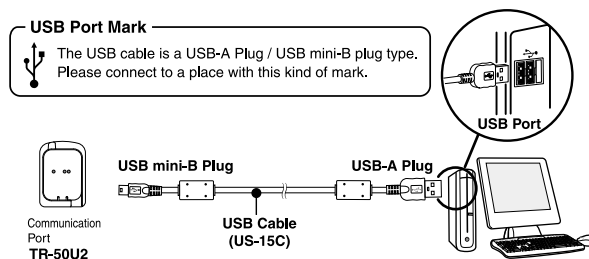 USB Port Mark
The USB cable is a USB-A Plug / USB mini-B plug type.
Please connect to a place with this kind of mark.
USB Port
USB mini-B Plug
USB-A Plug
USB Cable
(US-15C)
Communication
Port
TR-50U2